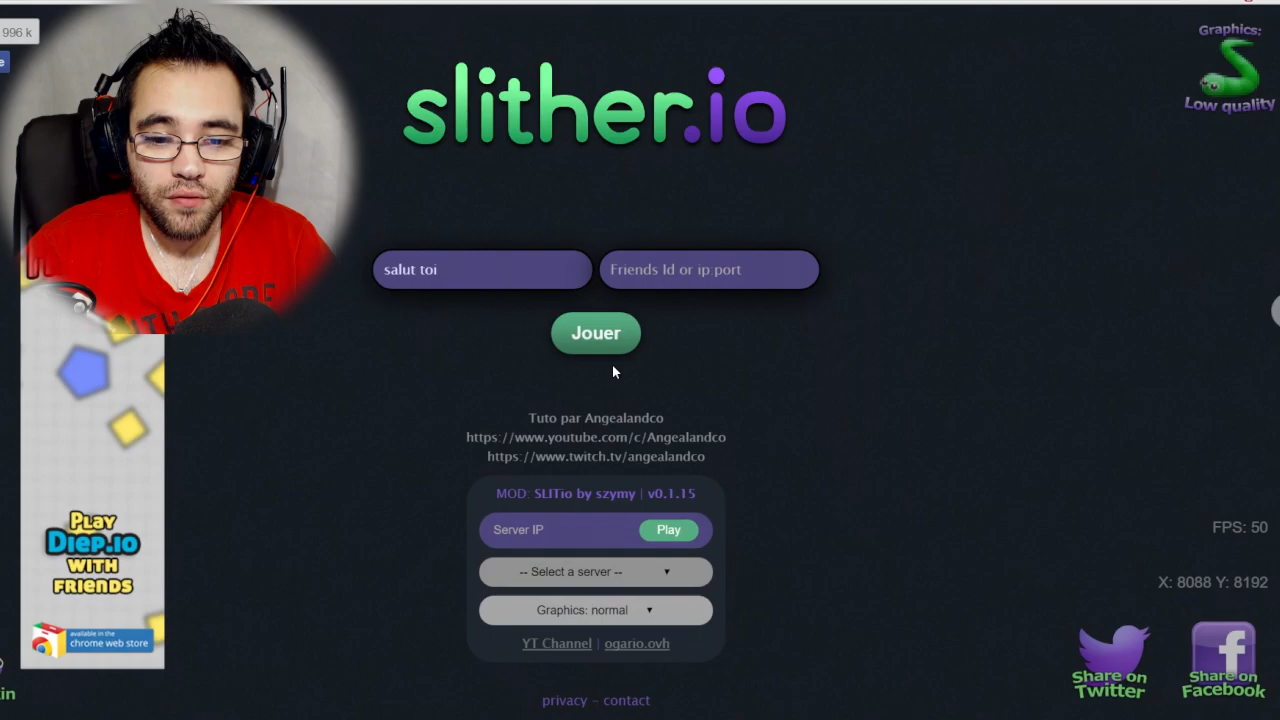 996 k
e
Graphics:
Low quality
slither.io
salut toi
Friends Id or ip:port
Jouer
Tuto par Angealandco
https://www.youtube.com/c/Angealandco
https://www.twitch.tv/angealandco
MOD: SLITio by szymy | v0.1.15
Server IP
Play
-- Select a server --
Graphics: normal
YT Channel | ogario.ovh
privacy - contact
PLAY
Diep.io
WITH
FRIENDS
available in the
chrome web store
in
FPS: 50
X: 8088 Y: 8192
Share on
Twitter
Share on
Facebook